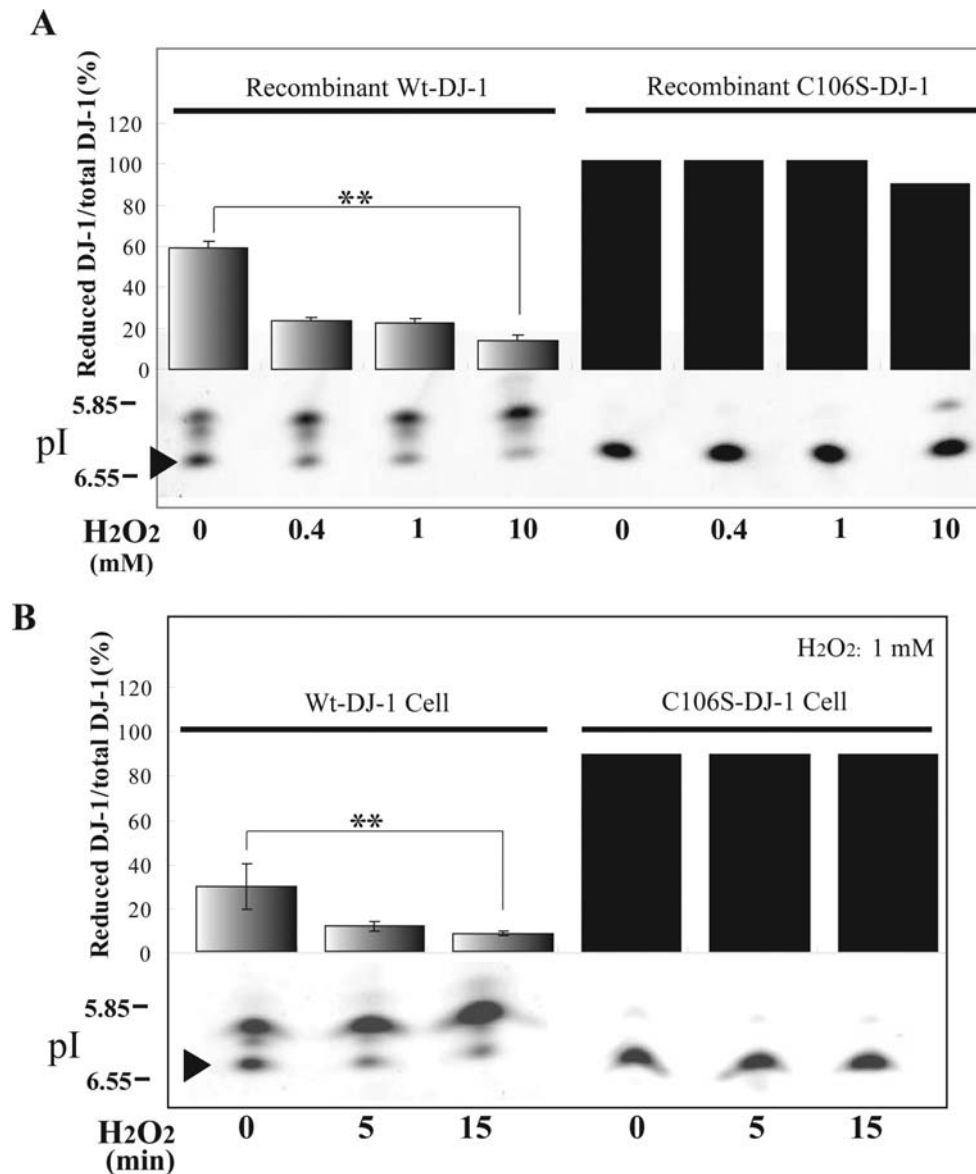 A
Reduced DJ-1/total DJ-1(%)
Recombinant Wt-DJ-1 Recombinant C106S-DJ-1
120
100
80
60
40
20
0
**
5.85
pI
6.55
H2O2 0 0.4 1 10 0 0.4 1 10
(mM)
B
Reduced DJ-1/total DJ-1(%)
H2O2: 1 mM
Wt-DJ-1 Cell C106S-DJ-1 Cell
120
100
80
60
40
20
0
**
5.85
pI
6.55
H2O2 0 5 15 0 5 15
(min)